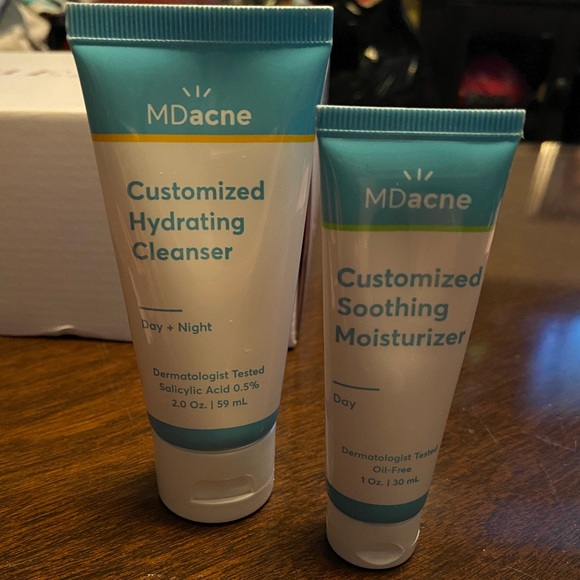 MDacne
Customized
Hydrating
Cleanser
Day + Night
Dermatologist Tested
Salicylic Acid 0.5%
2.0 Oz. | 59 mL
MDacne
Customized
Soothing
Moisturizer
Day
Dermatologist Tested
Oil-Free
1 Oz. | 30 mL